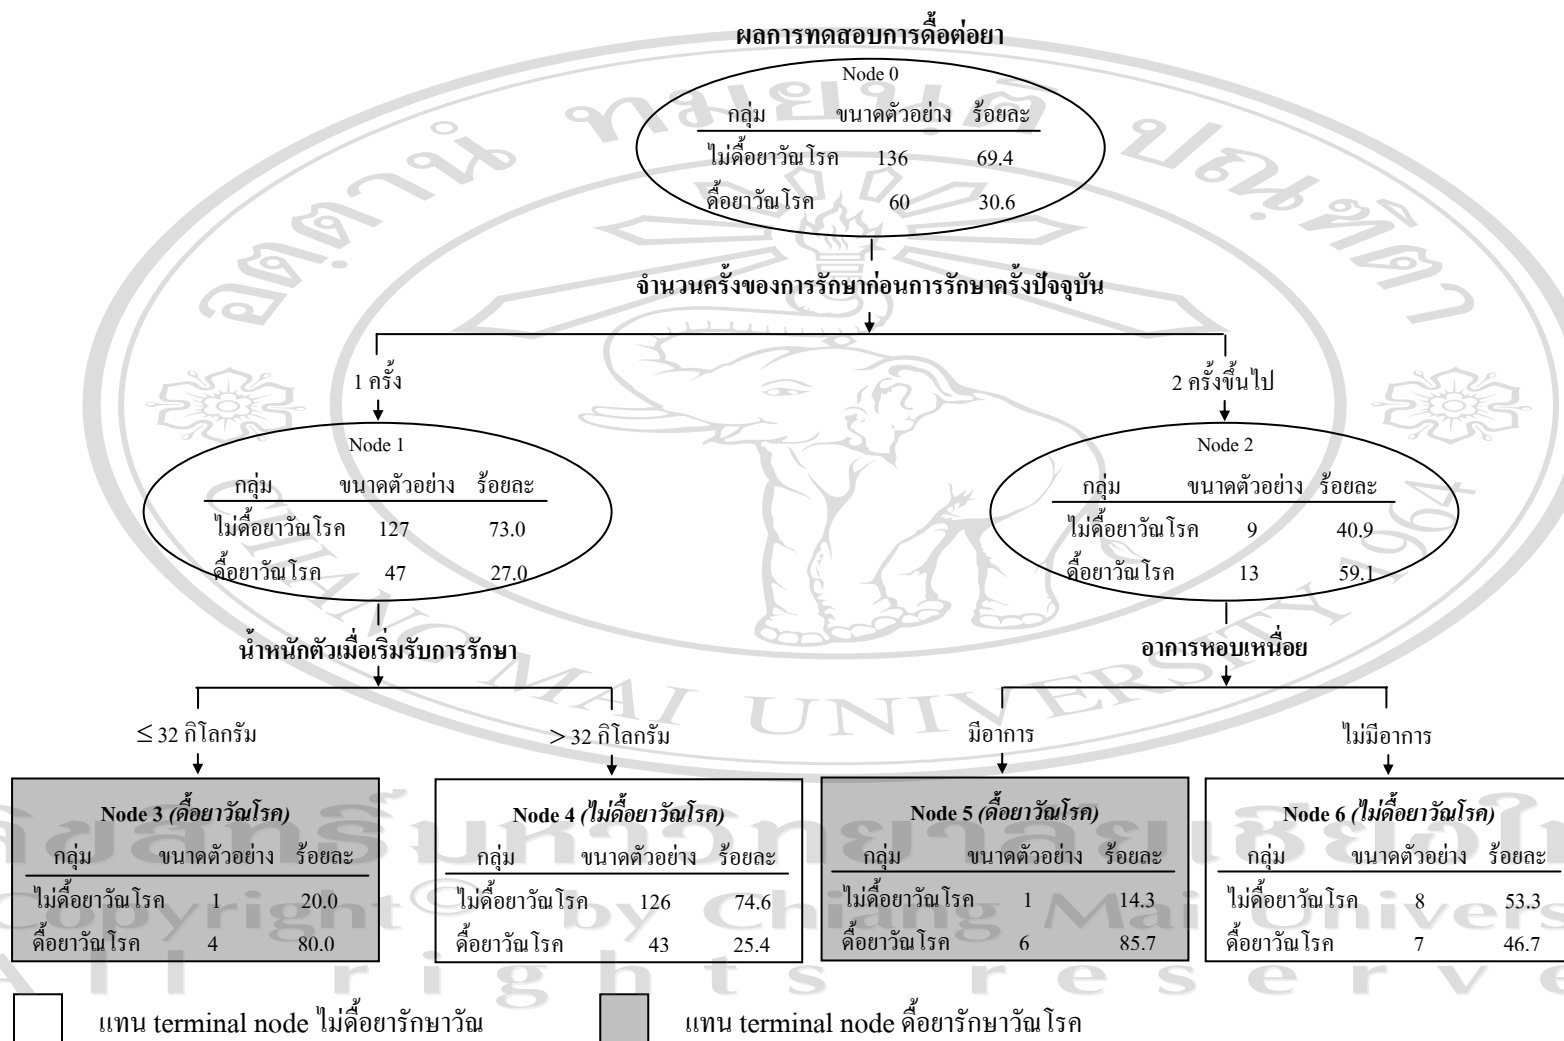 ผลการทดสอบการดื้อต่อยา
Node 0
กลุ่ม ขนาดตัวอย่าง ร้อยละ
ไม่ดื้อยาวัณโรค 136 69.4
ดื้อยาวัณโรค 60 30.6
จำนวนครั้งของการรักษาก่อนการรักษาครั้งปัจจุบัน
1 ครั้ง
2 ครั้งขึ้นไป
Node 1
กลุ่ม ขนาดตัวอย่าง ร้อยละ
ไม่ดื้อยาวัณโรค 127 73.0
ดื้อยาวัณโรค 47 27.0
Node 2
กลุ่ม ขนาดตัวอย่าง ร้อยละ
ไม่ดื้อยาวัณโรค 9 40.9
ดื้อยาวัณโรค 13 59.1
น้ำหนักตัวเมื่อเริ่มรับการรักษา
อาการหอบเหนื่อย
≤ 32 กิโลกรัม
> 32 กิโลกรัม
มีอาการ
ไม่มีอาการ
Node 3 (ดื้อยาวัณโรค)
กลุ่ม ขนาดตัวอย่าง ร้อยละ
ไม่ดื้อยาวัณโรค 1 20.0
ดื้อยาวัณโรค 4 80.0
Node 4 (ไม่ดื้อยาวัณโรค)
กลุ่ม ขนาดตัวอย่าง ร้อยละ
ไม่ดื้อยาวัณโรค 126 74.6
ดื้อยาวัณโรค 43 25.4
Node 5 (ดื้อยาวัณโรค)
กลุ่ม ขนาดตัวอย่าง ร้อยละ
ไม่ดื้อยาวัณโรค 1 14.3
ดื้อยาวัณโรค 6 85.7
Node 6 (ไม่ดื้อยาวัณโรค)
กลุ่ม ขนาดตัวอย่าง ร้อยละ
ไม่ดื้อยาวัณโรค 8 53.3
ดื้อยาวัณโรค 7 46.7
แทน terminal node ไม่ดื้อยารักษาวัณ
แทน terminal node ดื้อยารักษาวัณโรค
อตฺตานํ ทมยนฺติ ปณฺฑิตา
CHIANG MAI UNIVERSITY 1964
Copyright© by Chiang Mai
All rights